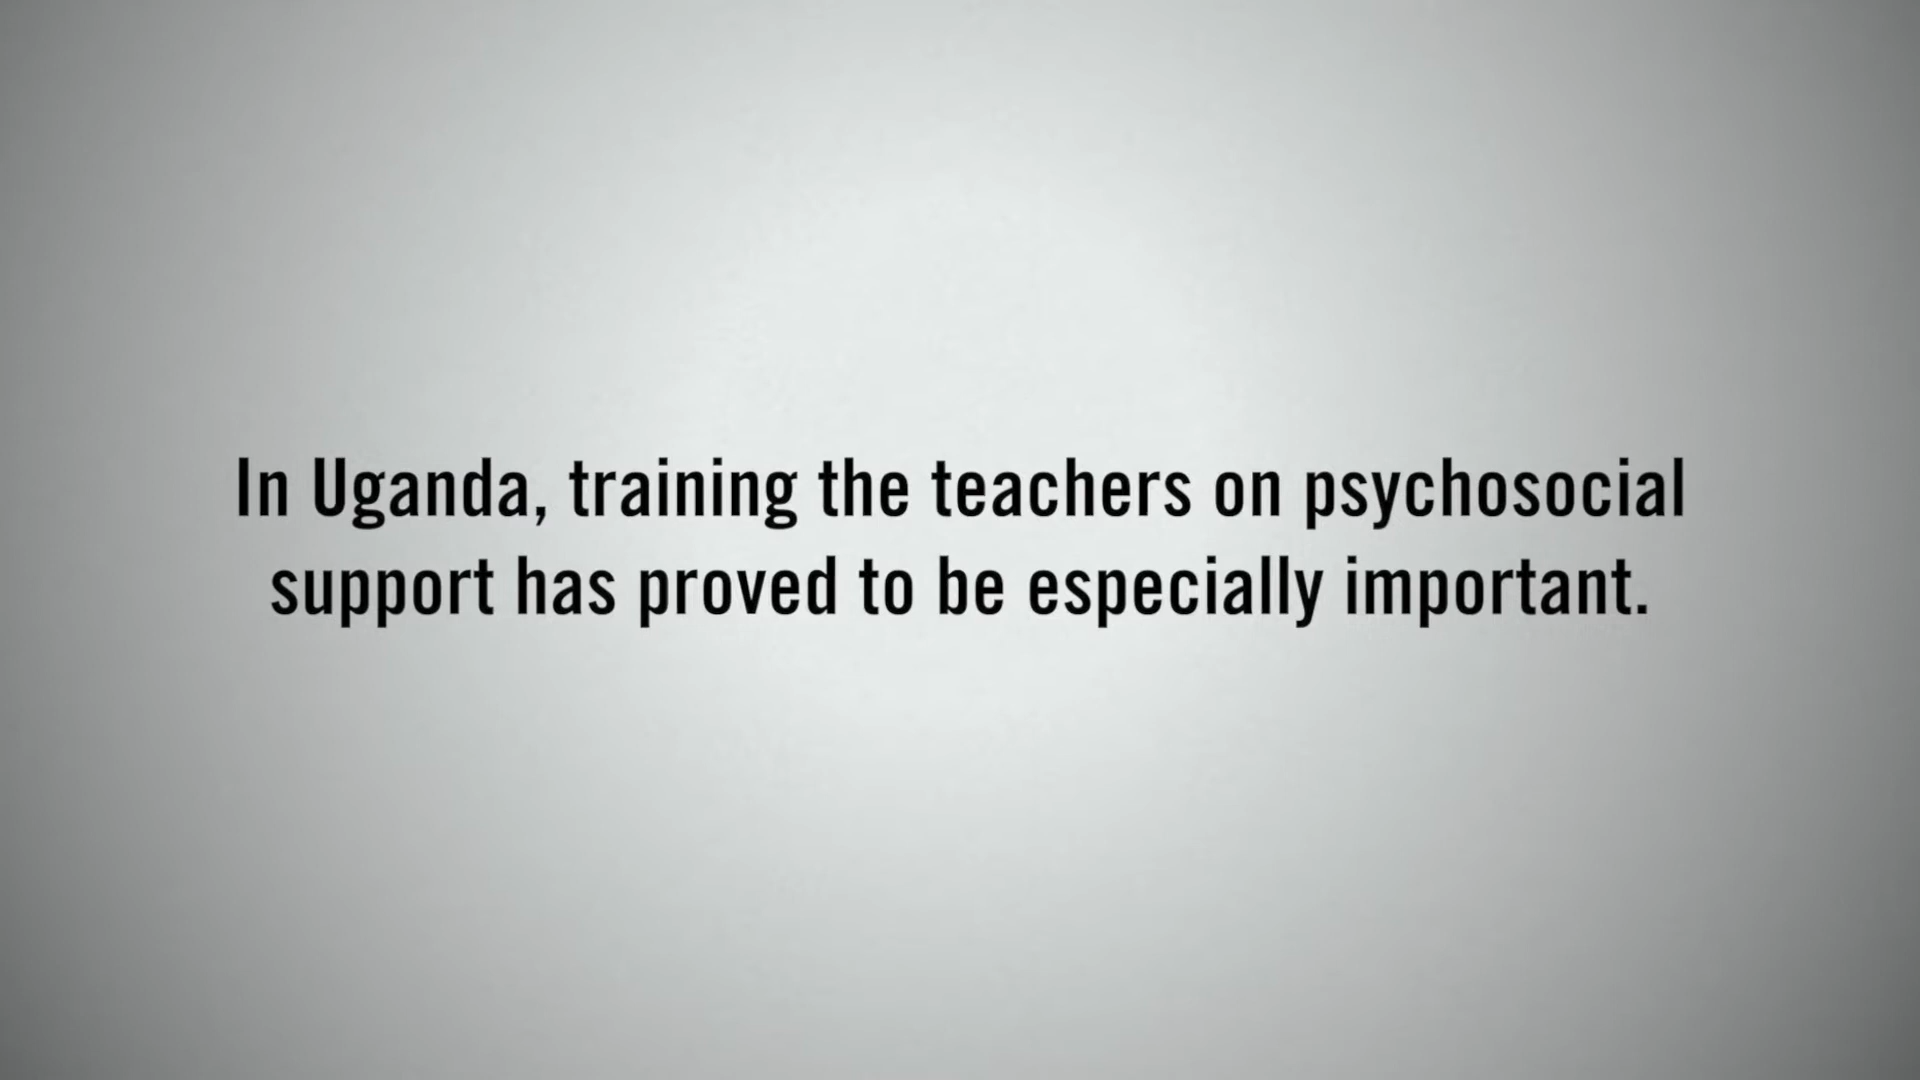 In Uganda, training the teachers on psychosocial
support has proved to be especially important.